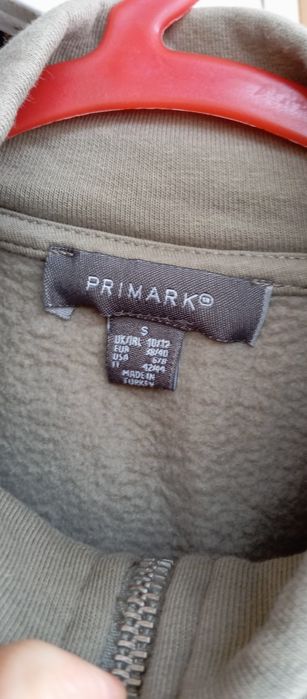 PRIMARK®
S
UK/IRL 10/12
EUR 38/40
USA 6/8
IT 42/44
MADE IN
TURKEY